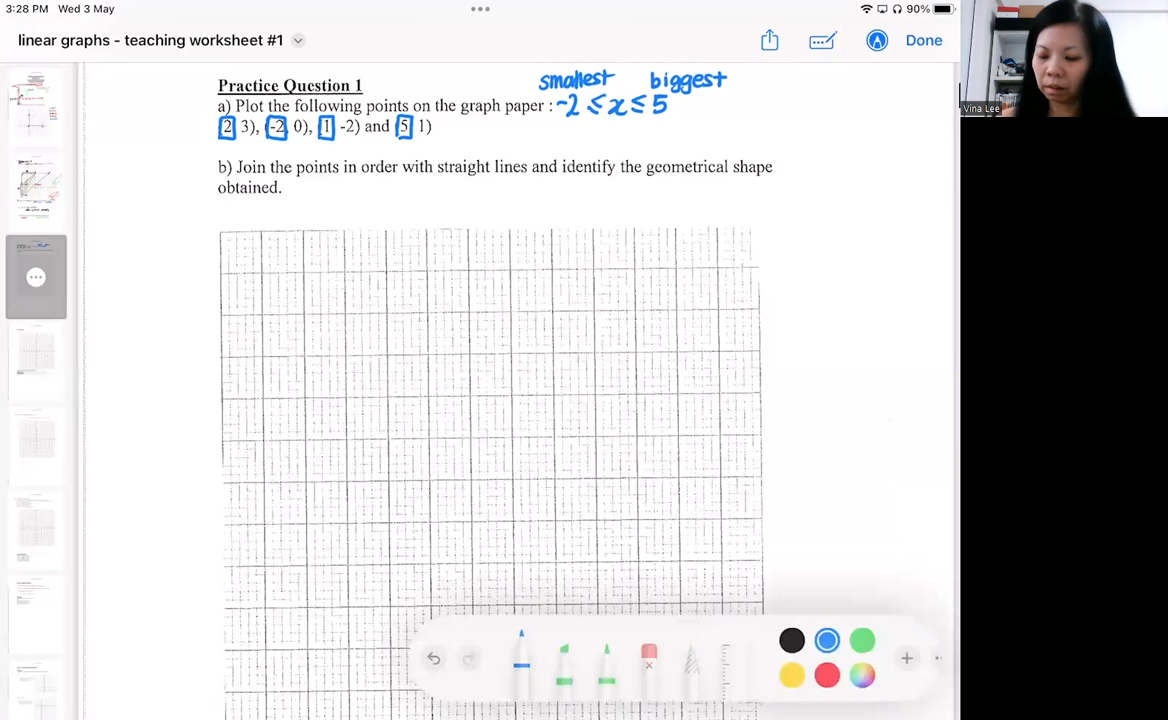 3:28 PM Wed 3 May
90%
linear graphs - teaching worksheet #1
Done
Vina Lee
Practice Question 1
smallest biggest
a) Plot the following points on the graph paper : -2 ≤ x ≤ 5
2 3), (-2 0), (1 -2) and (5 1)
b) Join the points in order with straight lines and identify the geometrical shape
obtained.